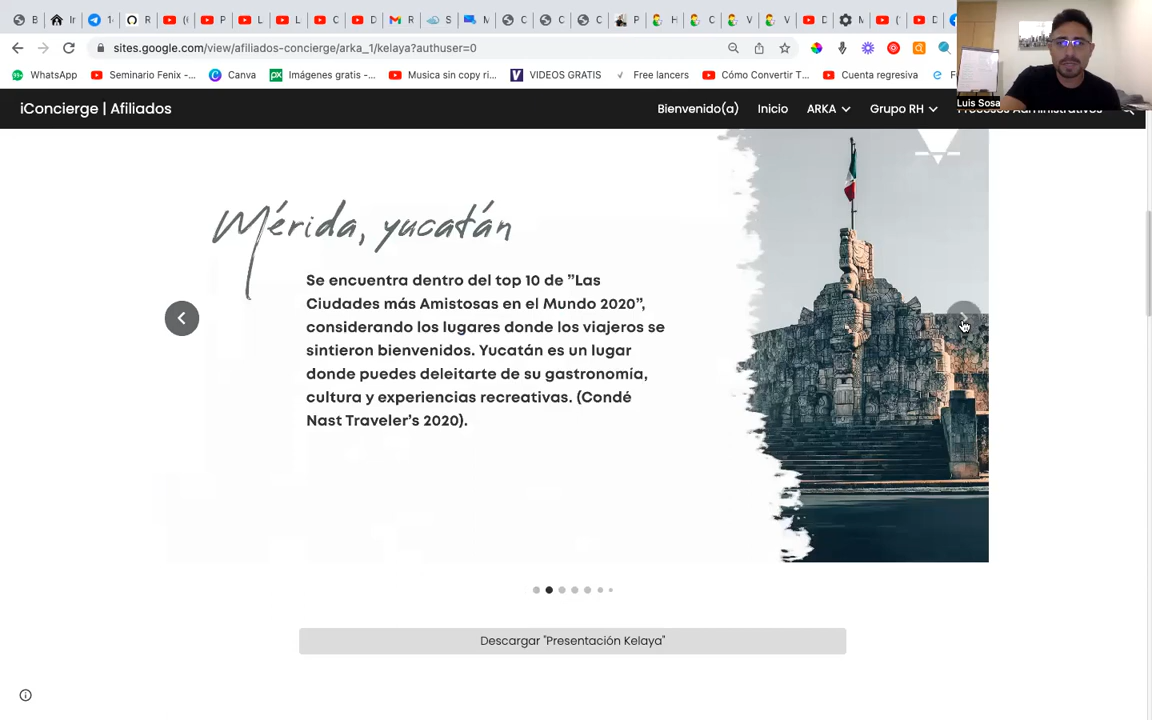 B
Ir
1
R
(
P
L
L
C
D
R
S
M
C
C
C
P
H
C
V
V
D
M
(
D
sites.google.com/view/afiliados-concierge/arka_1/kelaya?authuser=0
WhatsApp Seminario Fenix -... Canva Imágenes gratis -... Musica sin copy ri... VIDEOS GRATIS Free lancers Cómo Convertir T... Cuenta regresiva
Luis Sosa
iConcierge | Afiliados Bienvenido(a) Inicio ARKA Grupo RH Procesos Administrativos
Mérida, yucatán
Se encuentra dentro del top 10 de "Las
Ciudades más Amistosas en el Mundo 2020",
considerando los lugares donde los viajeros se
sintieron bienvenidos. Yucatán es un lugar
donde puedes deleitarte de su gastronomía,
cultura y experiencias recreativas. (Condé
Nast Traveler's 2020).
Descargar "Presentación Kelaya"